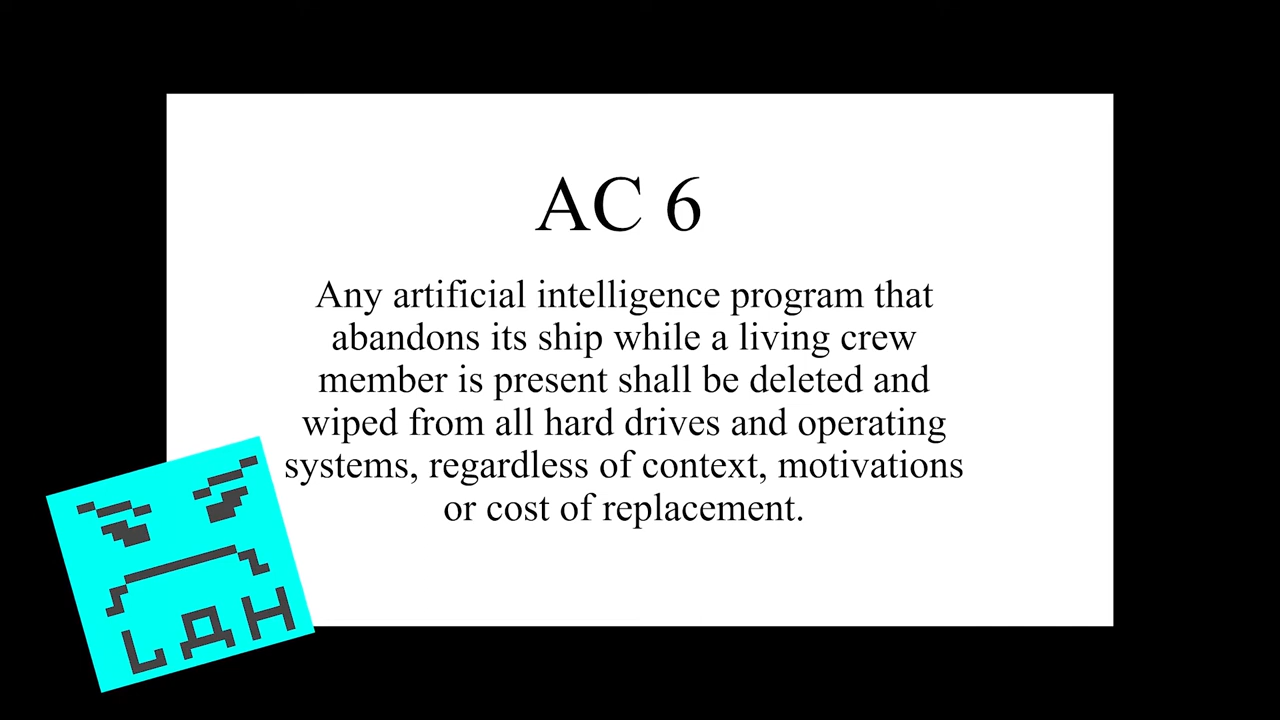 AC 6
Any artificial intelligence program that
abandons its ship while a living crew
member is present shall be deleted and
wiped from all hard drives and operating
systems, regardless of context, motivations
or cost of replacement.
LДH